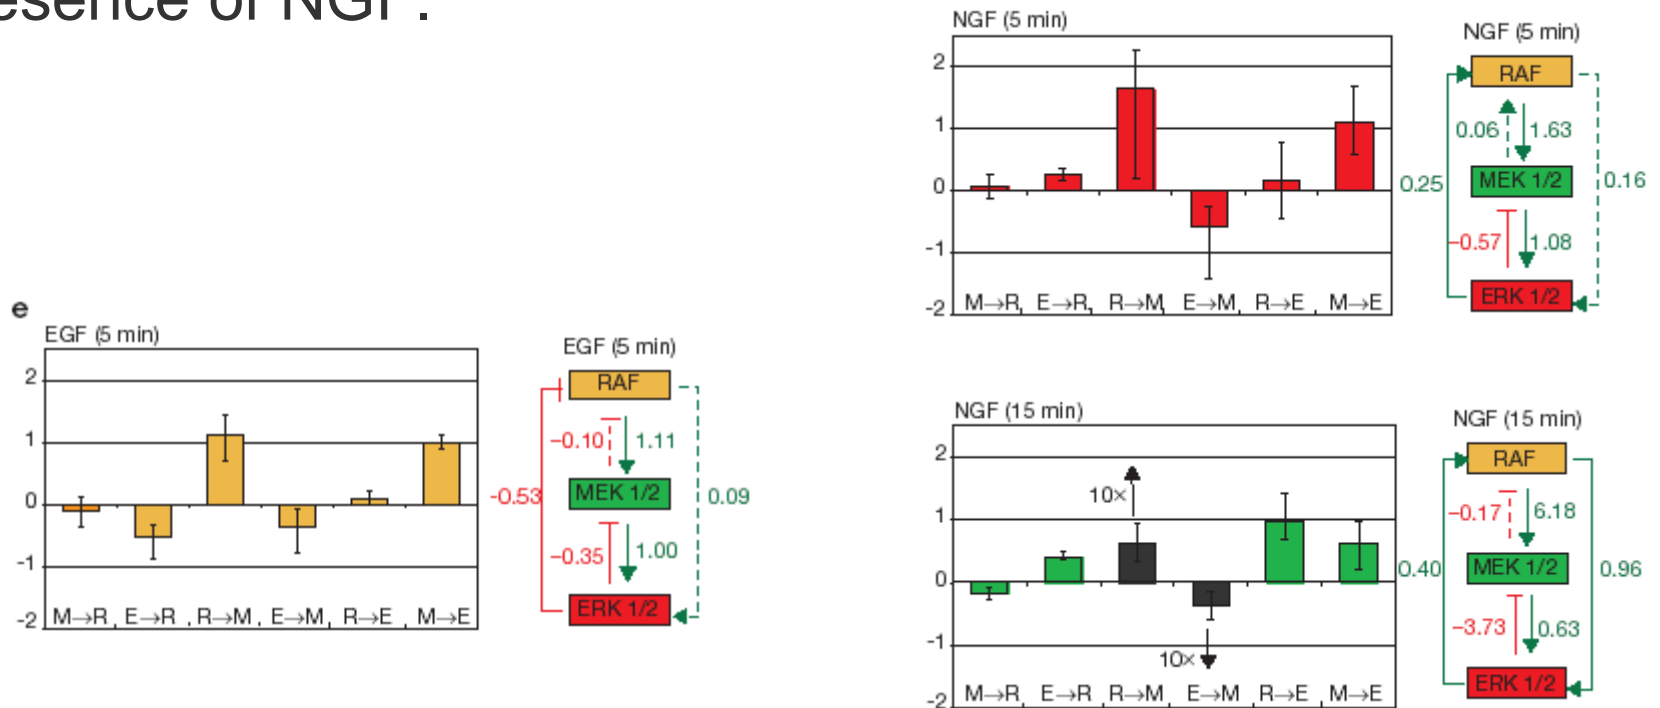 esence of NGF.
NGF (5 min)
2
1
0
-1
-2
M→R E→R R→M E→M R→E M→E
NGF (5 min)
RAF
0.06 1.63
MEK 1/2
0.25
0.16
−0.57 1.08
ERK 1/2
e
EGF (5 min)
2
1
0
-1
-2
M→R E→R R→M E→M R→E M→E
EGF (5 min)
RAF
−0.10 1.11
MEK 1/2
-0.53
0.09
−0.35 1.00
ERK 1/2
NGF (15 min)
2
1
0
-1
-2
10×
10×
M→R E→R R→M E→M R→E M→E
NGF (15 min)
RAF
−0.17 6.18
MEK 1/2
0.40
0.96
−3.73 0.63
ERK 1/2